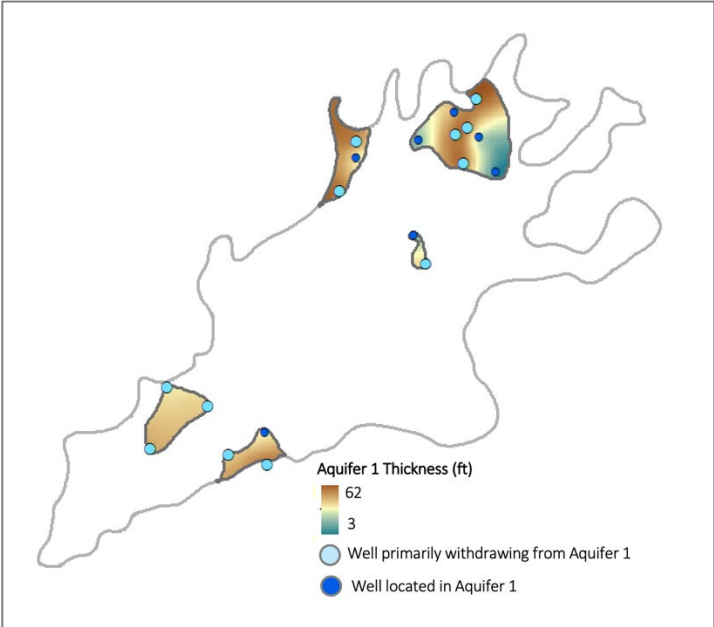 Aquifer 1 Thickness (ft)
62
3
Well primarily withdrawing from Aquifer 1
Well located in Aquifer 1